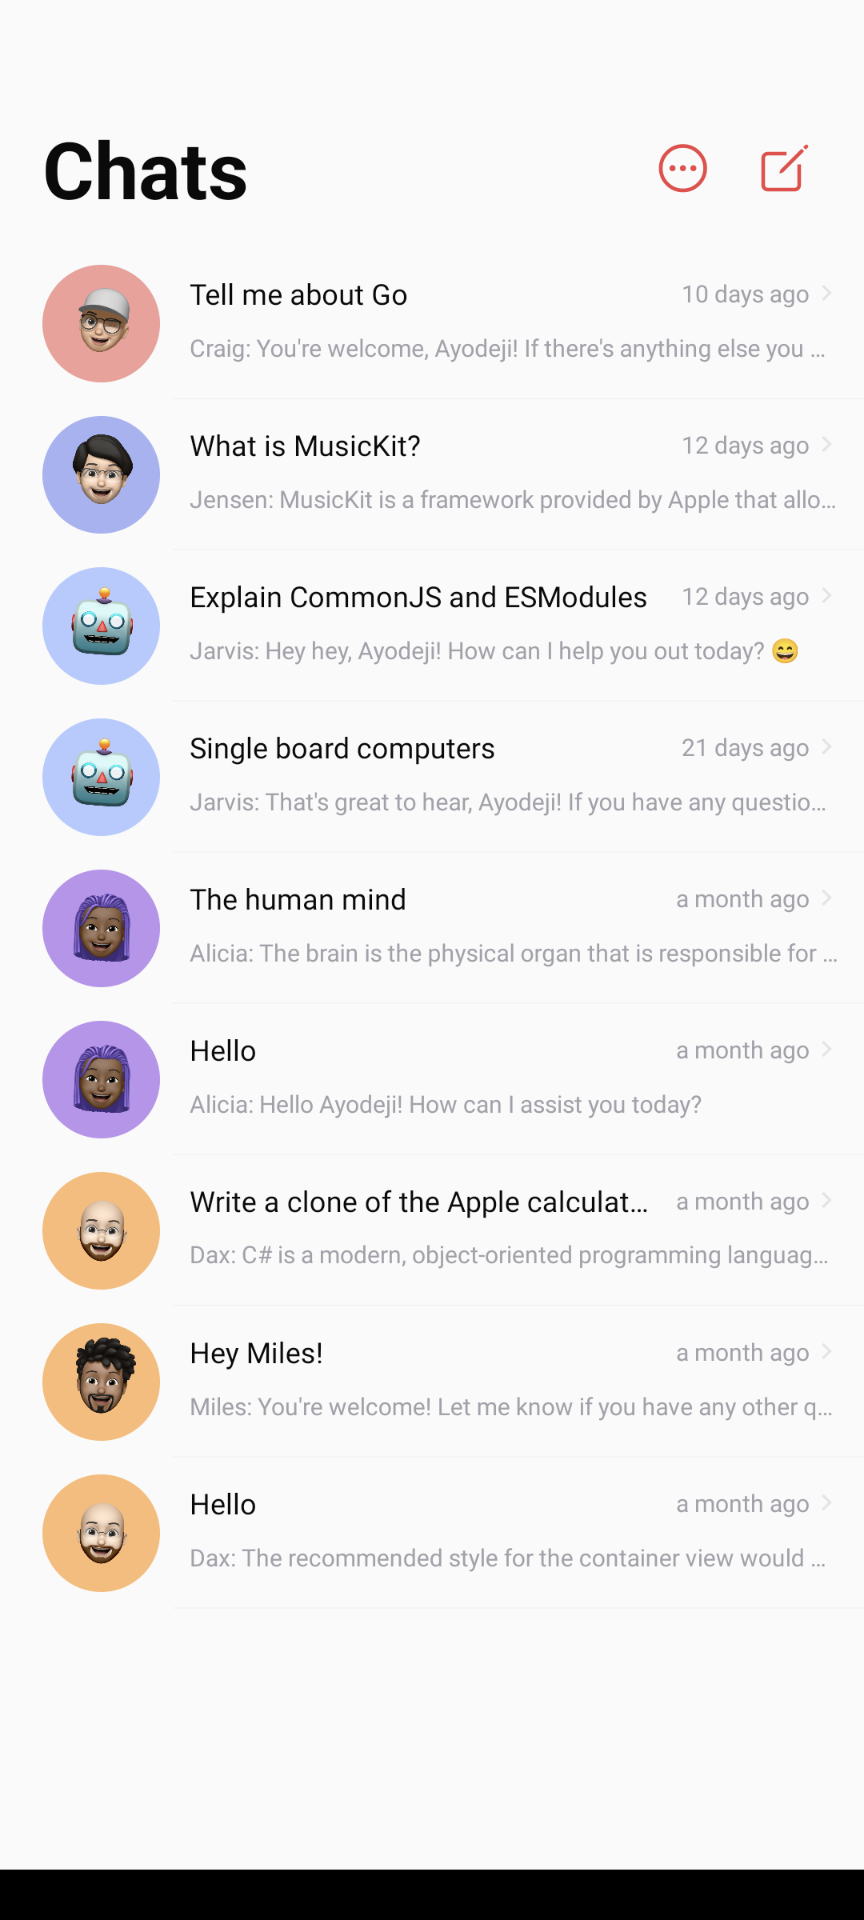 Chats
Tell me about Go 10 days ago
Craig: You're welcome, Ayodeji! If there's anything else you ...
What is MusicKit? 12 days ago
Jensen: MusicKit is a framework provided by Apple that allo...
Explain CommonJS and ESModules 12 days ago
Jarvis: Hey hey, Ayodeji! How can I help you out today? 😄
Single board computers 21 days ago
Jarvis: That's great to hear, Ayodeji! If you have any questio...
The human mind a month ago
Alicia: The brain is the physical organ that is responsible for ...
Hello a month ago
Alicia: Hello Ayodeji! How can I assist you today?
Write a clone of the Apple calculat... a month ago
Dax: C# is a modern, object-oriented programming languag...
Hey Miles! a month ago
Miles: You're welcome! Let me know if you have any other q...
Hello a month ago
Dax: The recommended style for the container view would ...